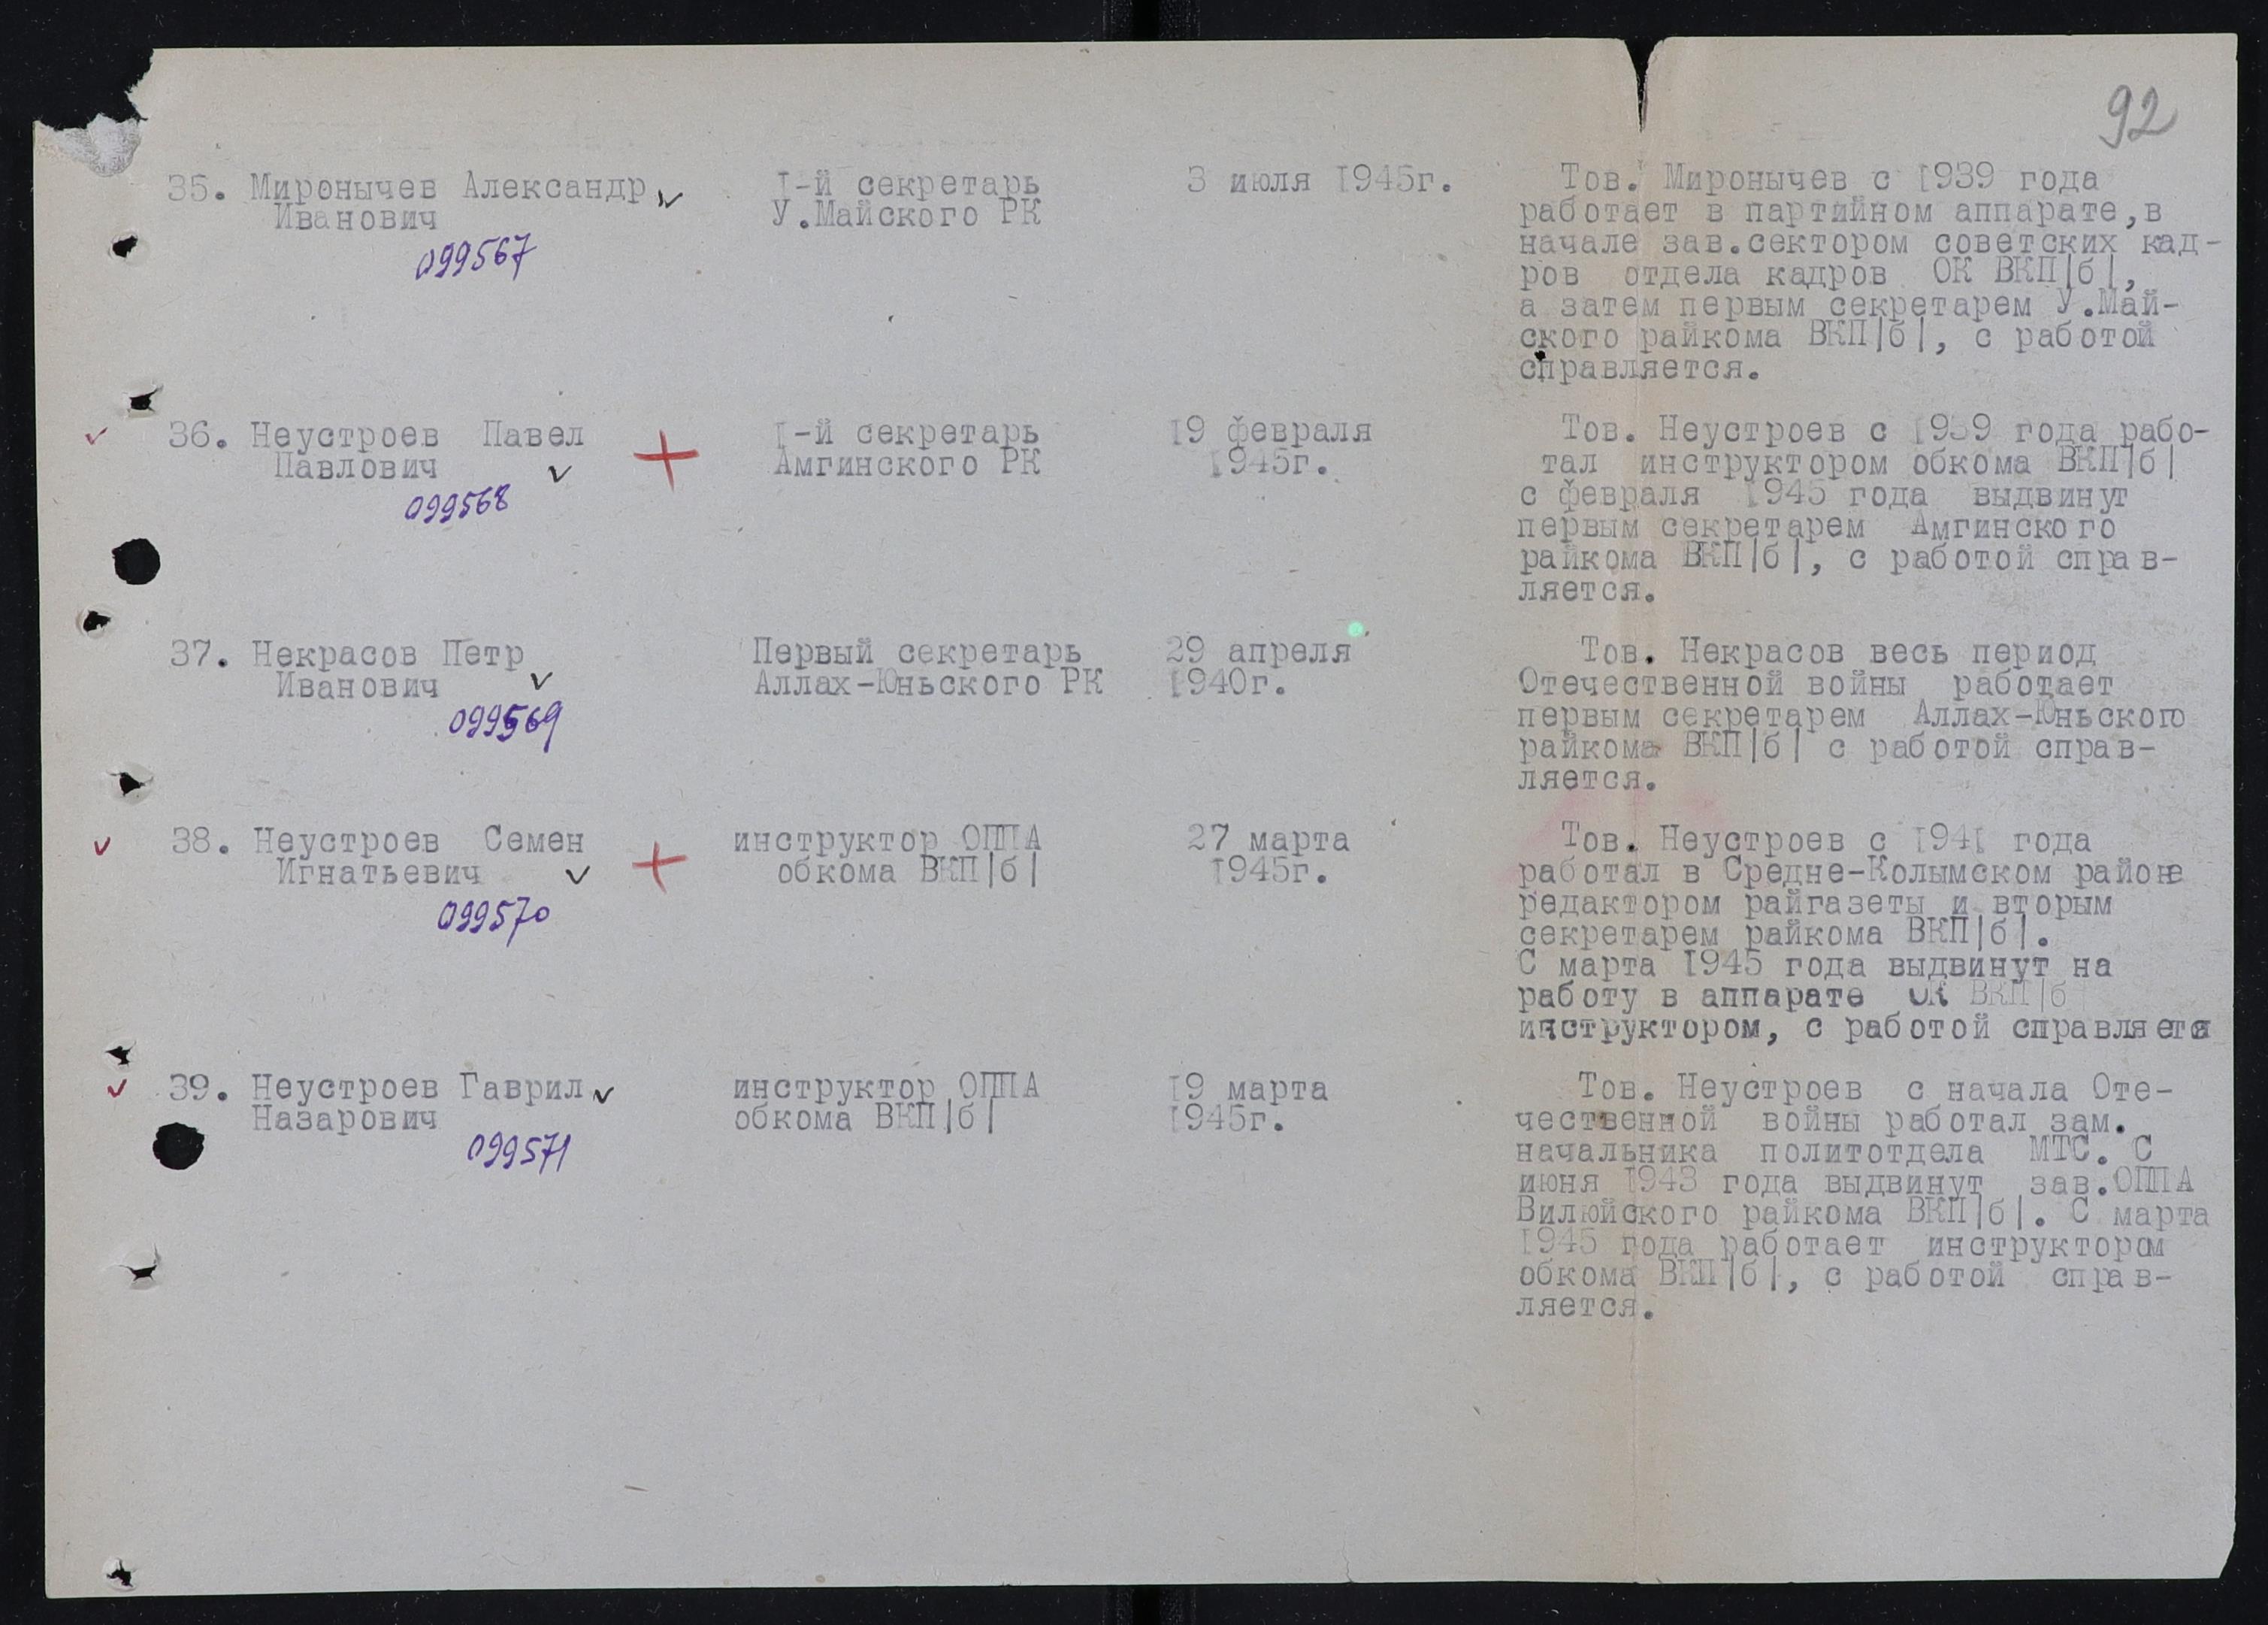 92
35. Миронычев Александр
Иванович
099567
I-й секретарь
У.Майского РК
3 июля 1945г.
Тов. Миронычев с 1939 года
работает в партийном аппарате, в
начале зав.сектором советских кад-
ров отдела кадров ОК ВКП|б|,
а затем первым секретарем У.Май-
ского райкома ВКП|б|, с работой
справляется.
36. Неустроев Павел
Павлович
099568
I-й секретарь
Амгинского РК
19 февраля
1945г.
Тов. Неустроев с 1939 года рабо-
тал инструктором обкома ВКП|б|
с февраля 1945 года выдвинут
первым секретарем Амгинского
райкома ВКП|б|, с работой справ-
ляется.
37. Некрасов Петр
Иванович
099569
Первый секретарь
Аллах-Юньского РК
29 апреля
1940г.
Тов. Некрасов весь период
Отечественной войны работает
первым секретарем Аллах-Юньского
райкома ВКП|б| с работой справ-
ляется.
38. Неустроев Семен
Игнатьевич
099570
инструктор ОППА
обкома ВКП|б|
27 марта
1945г.
Тов. Неустроев с 1941 года
работал в Средне-Колымском районе
редактором райгазеты и вторым
секретарем райкома ВКП|б|.
С марта 1945 года выдвинут на
работу в аппарате ОК ВКП|б
инструктором, с работой справляется
39. Неустроев Гаврил
Назарович
099571
инструктор ОППА
обкома ВКП|б|
19 марта
1945г.
Тов. Неустроев с начала Оте-
чественной войны работал зам.
начальника политотдела МТС. С
июня 1943 года выдвинут зав.ОППА
Вилюйского райкома ВКП|б|. С марта
1945 года работает инструктором
обкома ВКП|б|, с работой справ-
ляется.